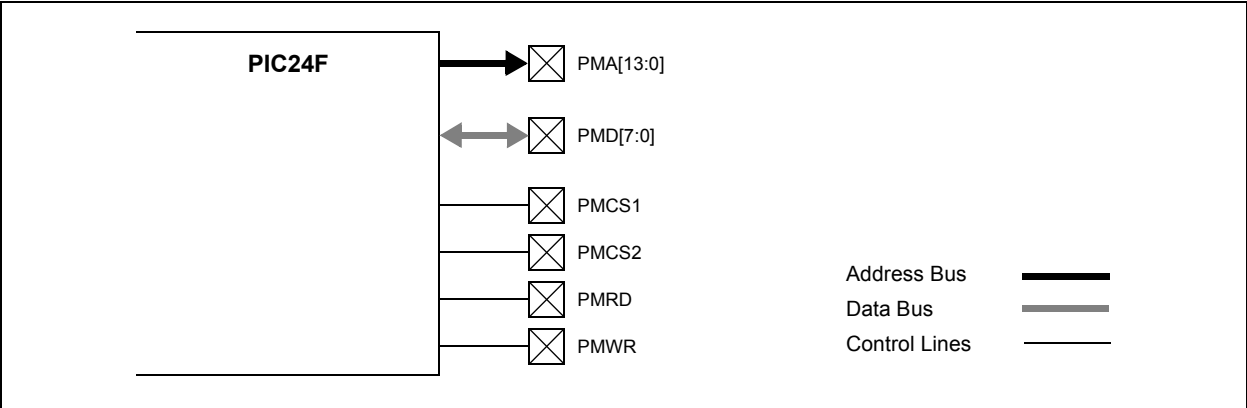 PIC24F
PMA[13:0]
PMD[7:0]
PMCS1
PMCS2
PMRD
PMWR
Address Bus
Data Bus
Control Lines